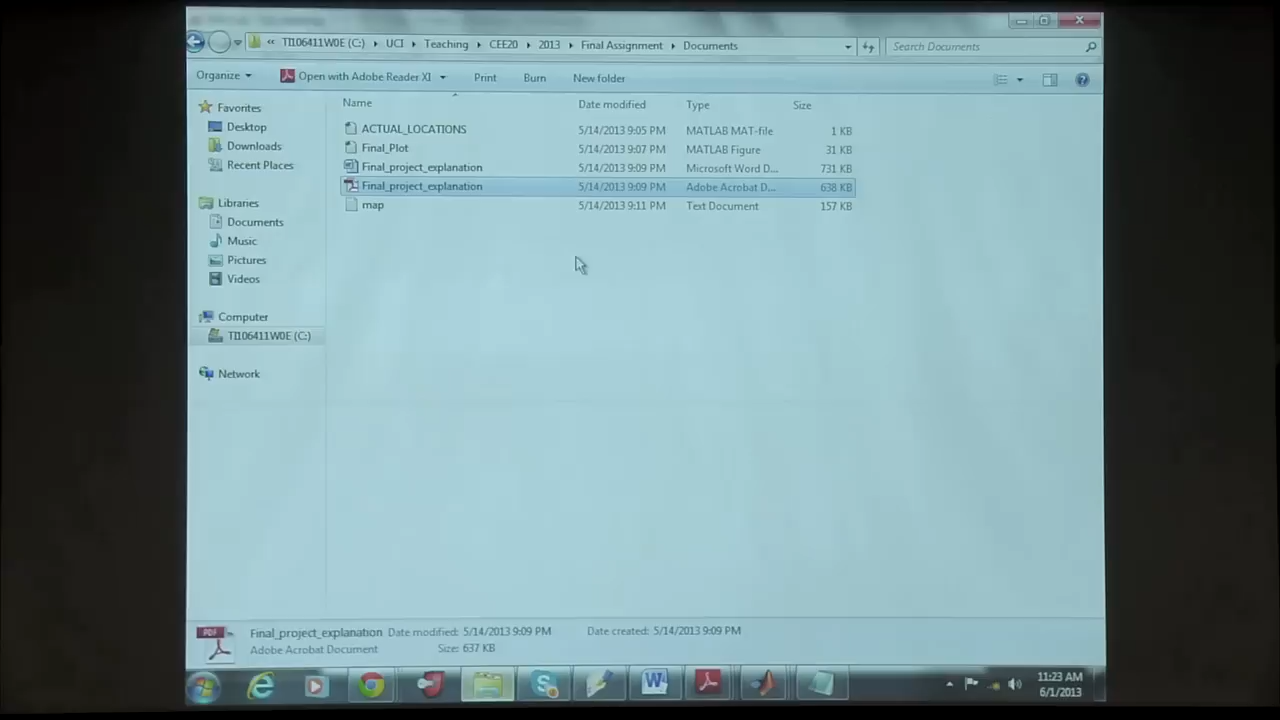 « TI106411W0E (C:) ▸ UCI ▸ Teaching ▸ CEE20 ▸ 2013 ▸ Final Assignment ▸ Documents
Search Documents
Organize
Open with Adobe Reader XI
Print
Burn
New folder
Name
Date modified
Type
Size
Favorites
Desktop
Downloads
Recent Places
Libraries
Documents
Music
Pictures
Videos
Computer
TI106411W0E (C:)
Network
ACTUAL_LOCATIONS 5/14/2013 9:05 PM MATLAB MAT-file 1 KB
Final_Plot 5/14/2013 9:07 PM MATLAB Figure 31 KB
Final_project_explanation 5/14/2013 9:09 PM Microsoft Word D... 731 KB
Final_project_explanation 5/14/2013 9:09 PM Adobe Acrobat D... 638 KB
map 5/14/2013 9:11 PM Text Document 157 KB
PDF
Final_project_explanation Date modified: 5/14/2013 9:09 PM Date created: 5/14/2013 9:09 PM
Adobe Acrobat Document Size: 637 KB
11:23 AM
6/1/2013